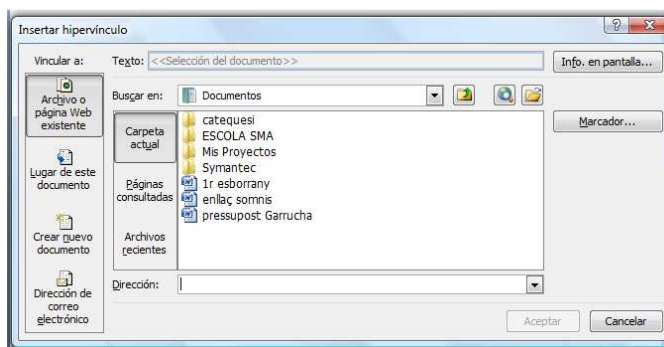 Insertar hipervínculo
Vincular a:
Texto: <<Selección del documento>>
Info. en pantalla...
Archivo o
página Web
existente
Buscar en: Documentos
Marcador...
Carpeta
actual
catequesi
ESCOLA SMA
Mis Proyectos
Symantec
1r esborrany
enllaç somnis
pressupost Garrucha
Lugar de este
documento
Páginas
consultadas
Crear nuevo
documento
Archivos
recientes
Dirección de
correo
electrónico
Dirección:
Aceptar
Cancelar